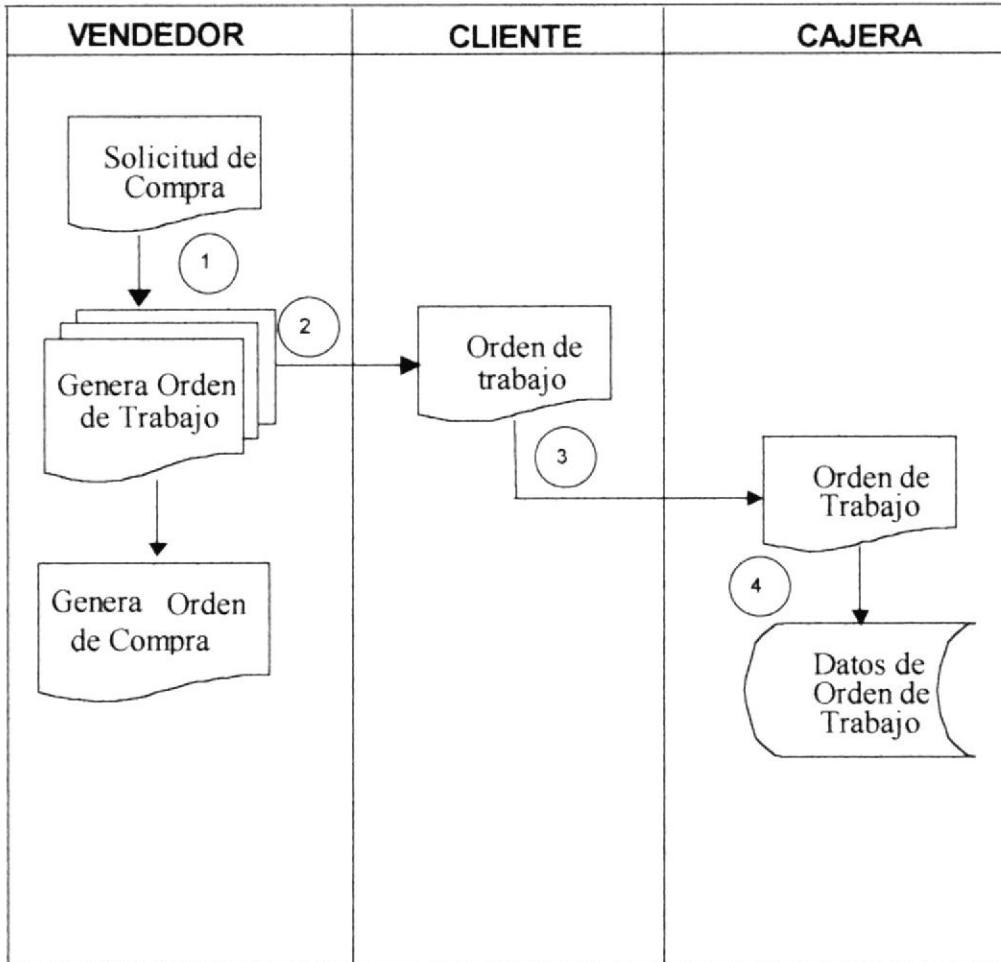 VENDEDOR
CLIENTE
CAJERA
Solicitud de
Compra
1
2
Genera Orden
de Trabajo
Orden de
trabajo
3
Orden de
Trabajo
4
Genera Orden
de Compra
Datos de
Orden de
Trabajo